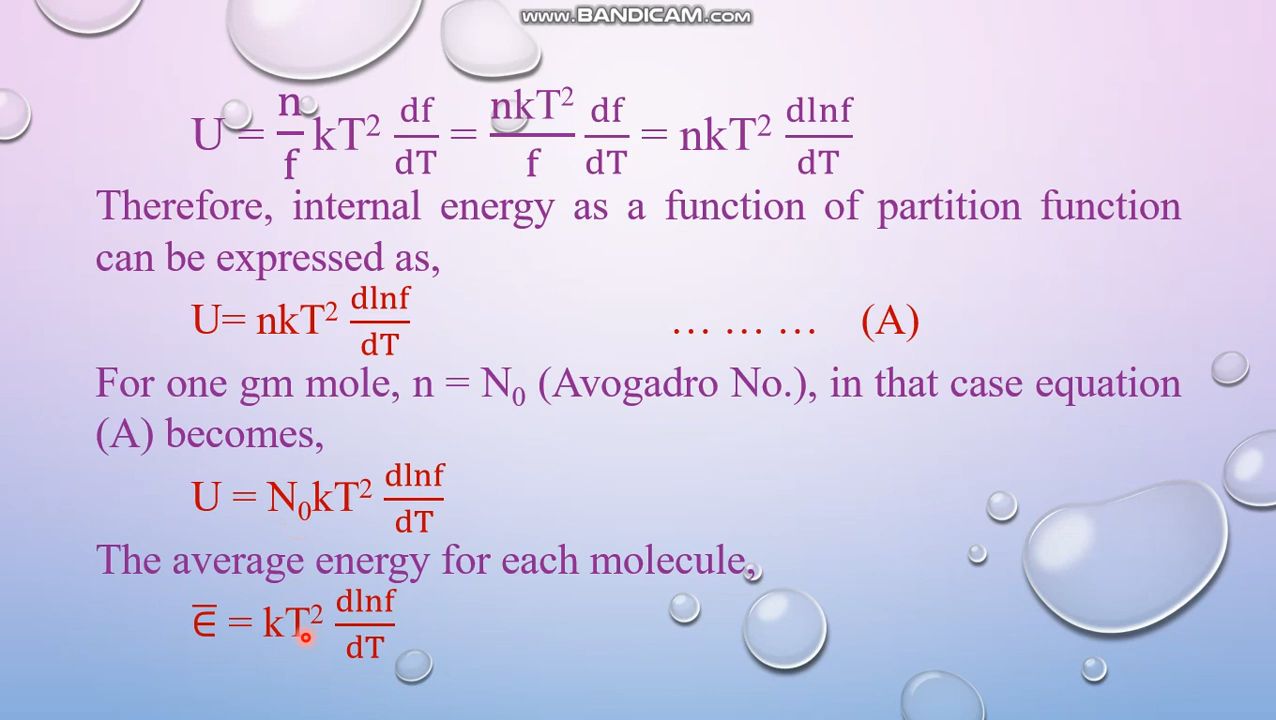 www.BANDICAM.com
U = n/f kT² df/dT = nkT²/f df/dT = nkT² dlnf/dT
Therefore, internal energy as a function of partition function
can be expressed as,
U= nkT² dlnf/dT … … … (A)
For one gm mole, n = N₀ (Avogadro No.), in that case equation
(A) becomes,
U = N₀kT² dlnf/dT
The average energy for each molecule,
ϵ̅ = kT² dlnf/dT